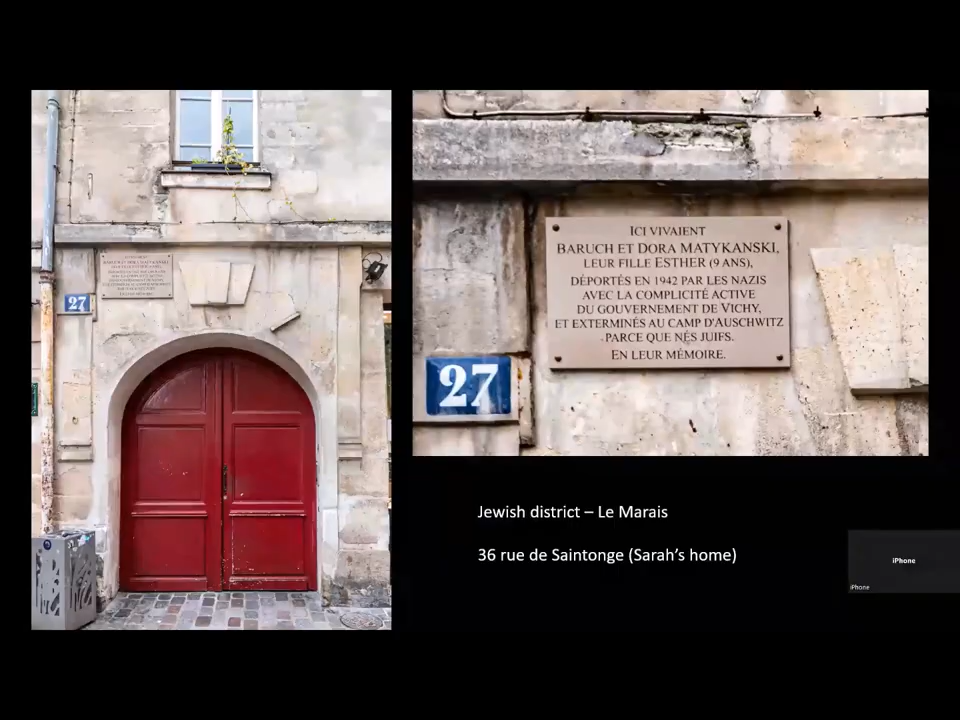 27
ICI VIVAIENT
BARUCH ET DORA MATYKANSKI,
LEUR FILLE ESTHER (9 ANS),
DÉPORTÉS EN 1942 PAR LES NAZIS
AVEC LA COMPLICITÉ ACTIVE
DU GOUVERNEMENT DE VICHY,
ET EXTERMINÉS AU CAMP D'AUSCHWITZ
PARCE QUE NÉS JUIFS.
EN LEUR MÉMOIRE.
27
Jewish district – Le Marais
36 rue de Saintonge (Sarah's home)
iPhone
iPhone